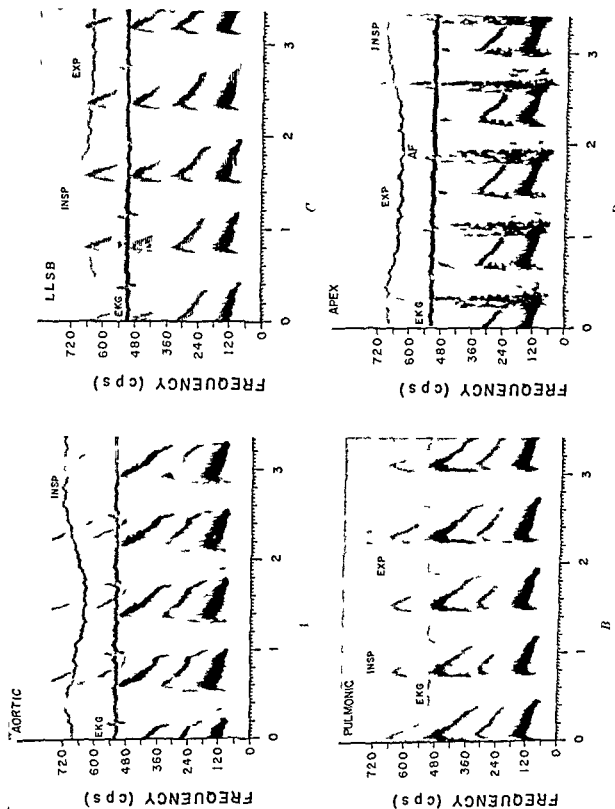 AORTIC
INSP
EKG
720
600
480
360
240
120
0
FREQUENCY (cps)
0 1 2 3
PULMONIC
INSP
EXP
EKG
720
600
480
360
240
120
0
FREQUENCY (cps)
0 1 2 3
B
LLSB
INSP
EXP
EKG
720
600
480
360
240
120
0
FREQUENCY (cps)
0 1 2 3
C
APEX
EXP
INSP
AF
EKG
720
600
480
360
240
120
0
FREQUENCY (cps)
0 1 2 3